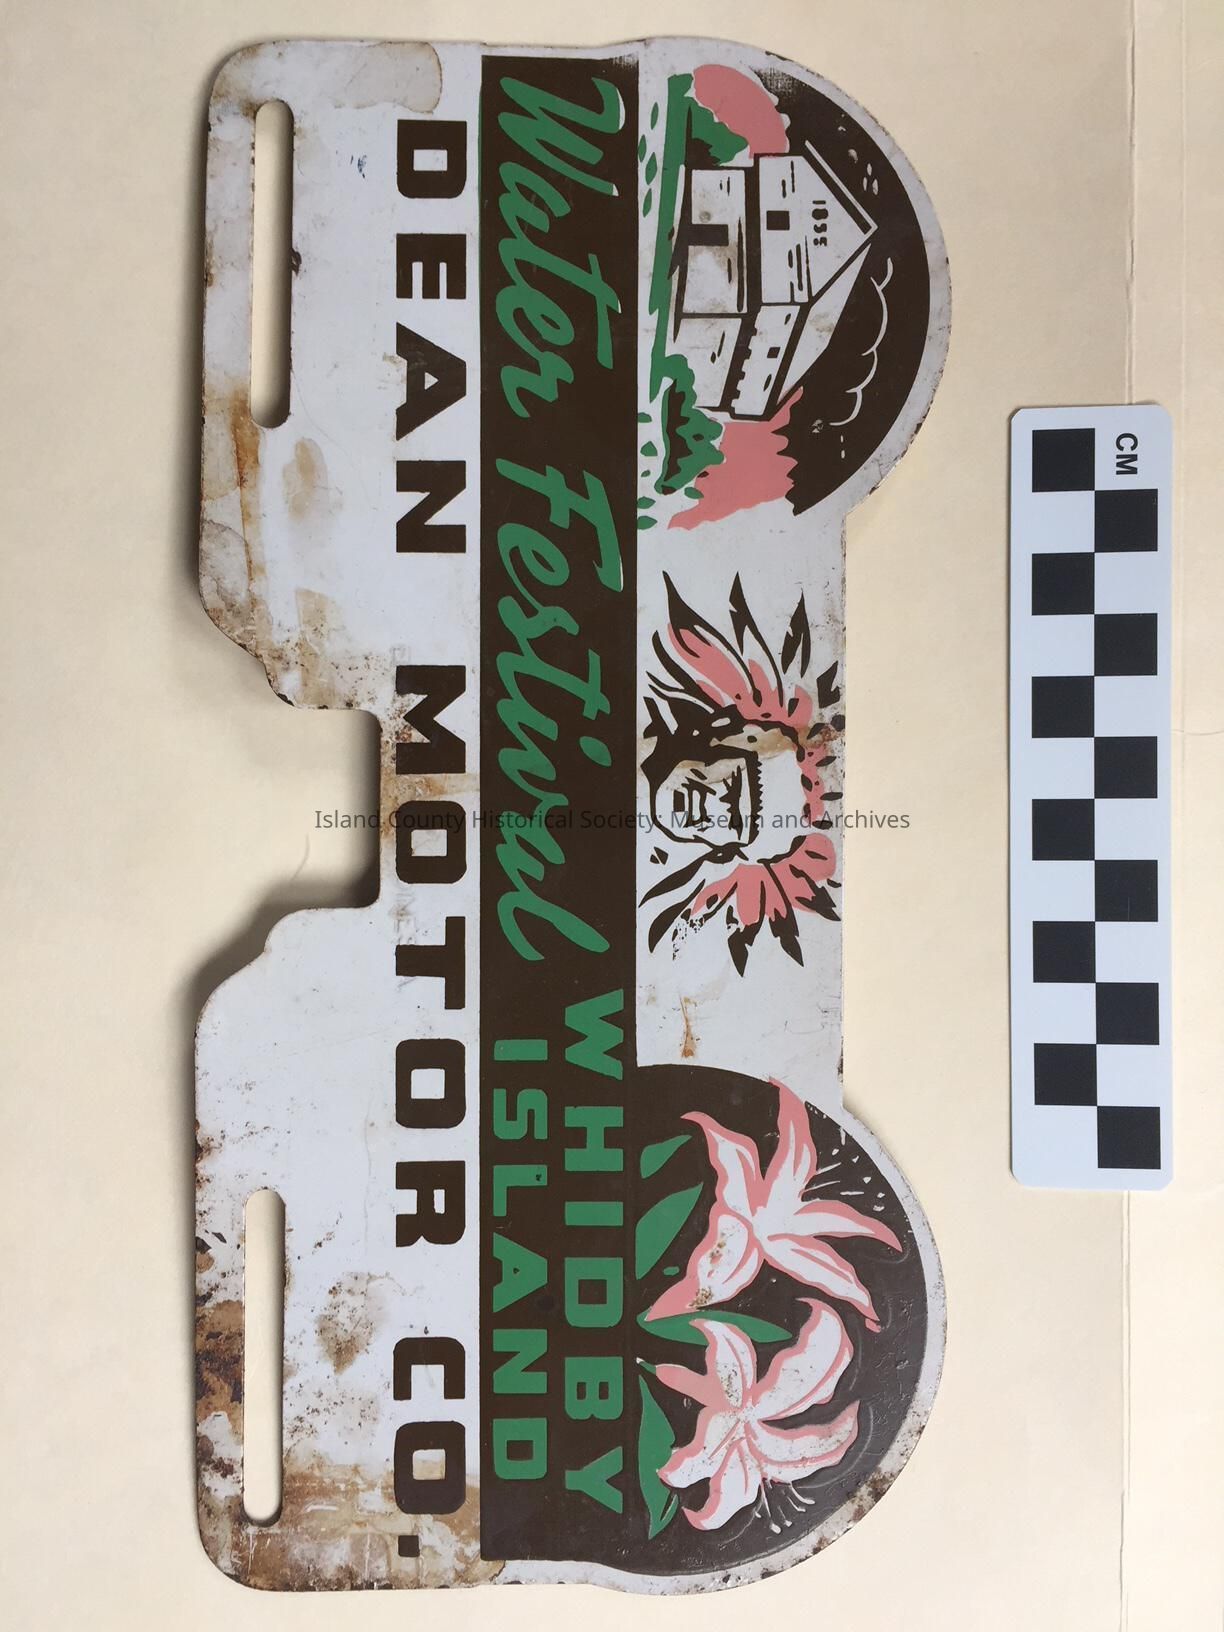 1855
Water Festival WHIDBY
ISLAND
DEAN MOTOR CO.
CM
Island County Historical Society: Museum and Archives